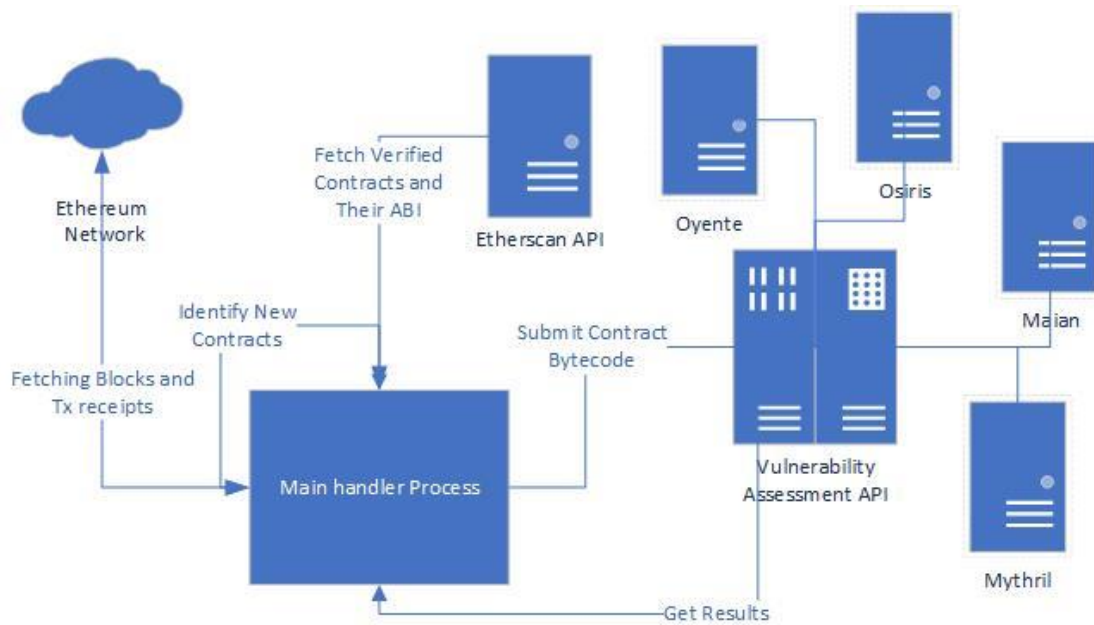 Ethereum
Network
Fetch Verified
Contracts and
Their ABI
Etherscan API
Oyente
Osiris
Maian
Identify New
Contracts
Fetching Blocks and
Tx receipts
Submit Contract
Bytecode
Main handler Process
Vulnerability
Assessment API
Mythril
Get Results